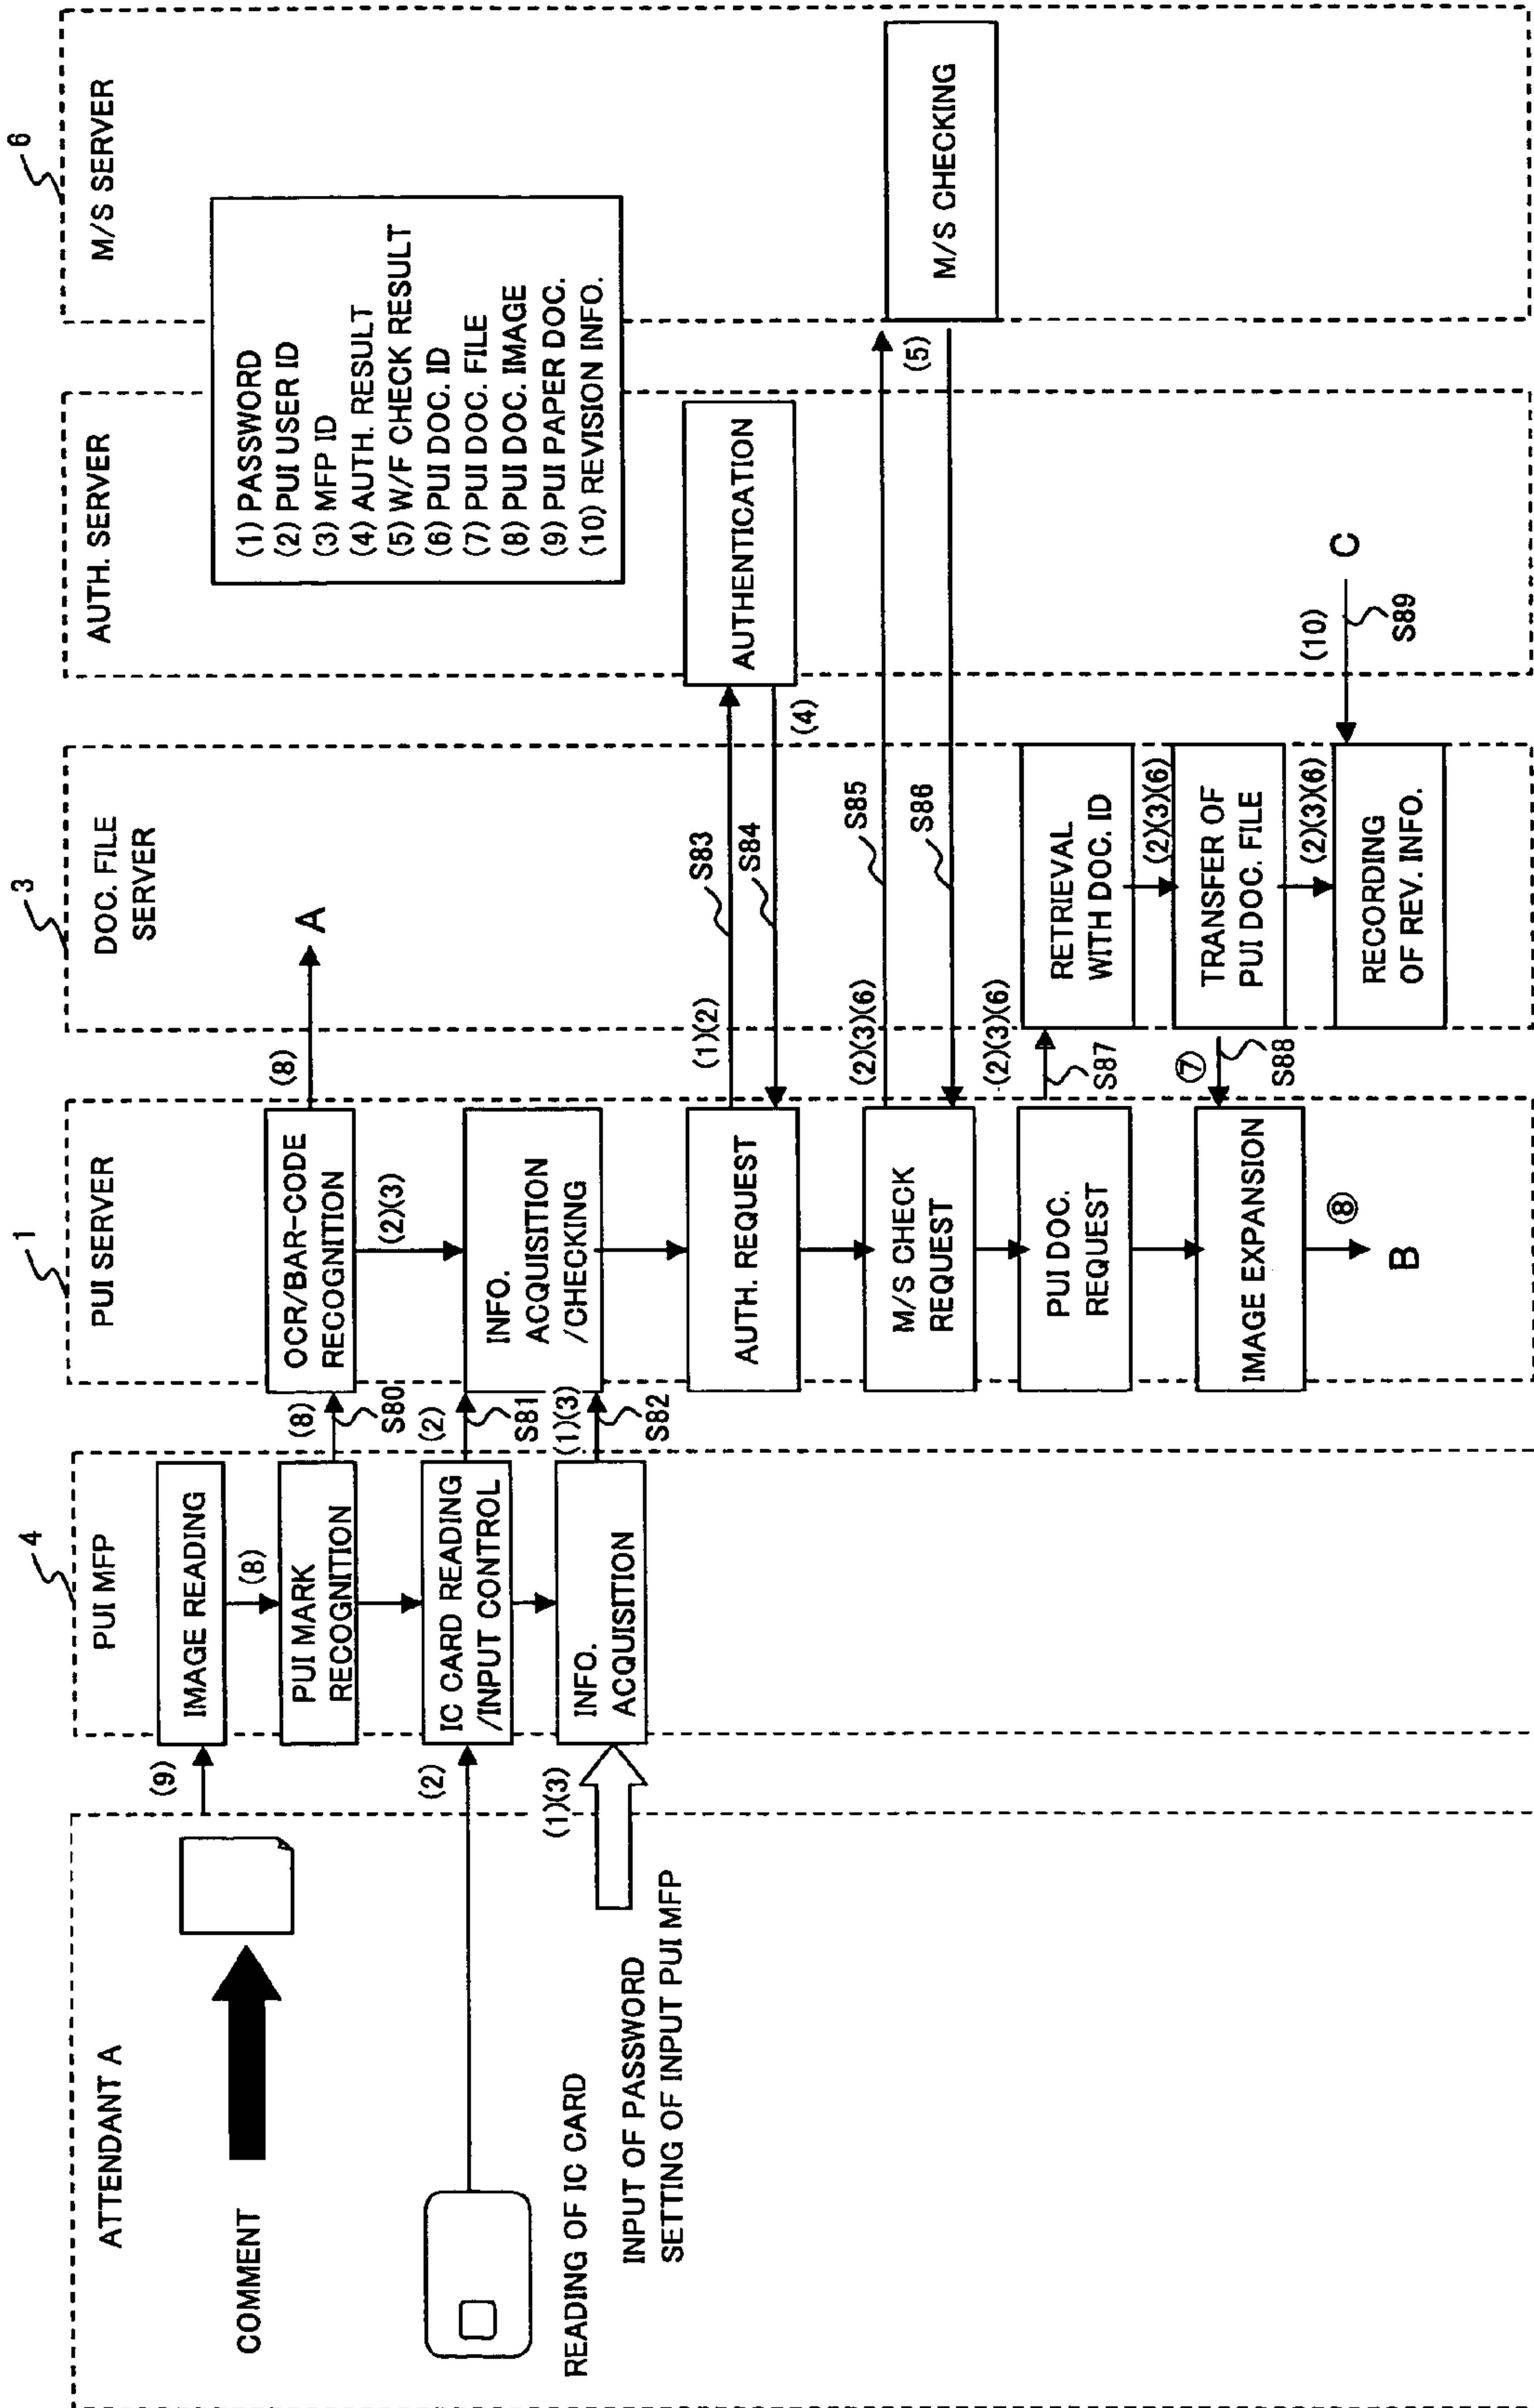 ATTENDANT A
COMMENT
(9)
(2)
READING OF IC CARD
INPUT OF PASSWORD
SETTING OF INPUT PUI MFP
(1)(3)
4
PUI MFP
IMAGE READING
(8)
PUI MARK
RECOGNITION
IC CARD READING
/INPUT CONTROL
INFO.
ACQUISITION
(8)
S80
(2)
S81
(1)(3)
S82
1
PUI SERVER
OCR/BAR-CODE
RECOGNITION
(2)(3)
INFO.
ACQUISITION
/CHECKING
AUTH. REQUEST
M/S CHECK
REQUEST
PUI DOC.
REQUEST
IMAGE EXPANSION
⑧
B
(8)
A
(1)(2)
S83
S84
(2)(3)(6)
S85
S86
(2)(3)(6)
S87
⑦
S88
3
DOC. FILE
SERVER
RETRIEVAL
WITH DOC. ID
(2)(3)(6)
TRANSFER OF
PUI DOC. FILE
(2)(3)(6)
RECORDING
OF REV. INFO.
AUTH. SERVER
AUTHENTICATION
(4)
(10)
S89
C
(1) PASSWORD
(2) PUI USER ID
(3) MFP ID
(4) AUTH. RESULT
(5) W/F CHECK RESULT
(6) PUI DOC. ID
(7) PUI DOC. FILE
(8) PUI DOC. IMAGE
(9) PUI PAPER DOC.
(10) REVISION INFO.
6
M/S SERVER
(5)
M/S CHECKING